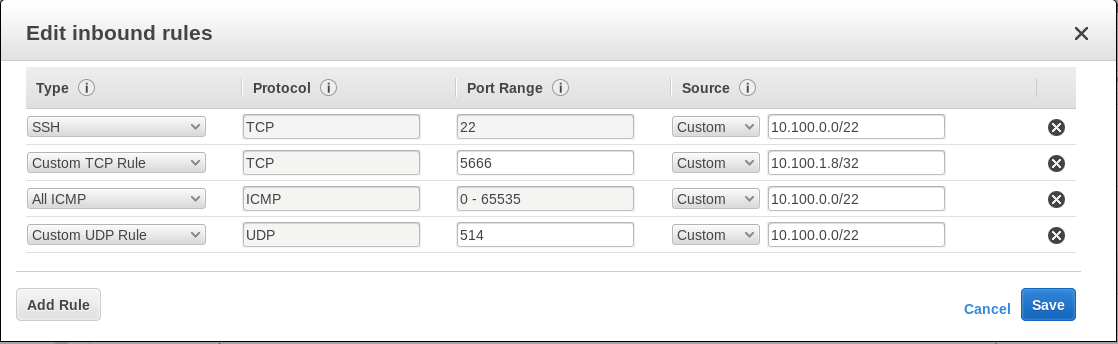 Edit inbound rules
Type Protocol Port Range Source
SSH TCP 22 Custom 10.100.0.0/22
Custom TCP Rule TCP 5666 Custom 10.100.1.8/32
All ICMP ICMP 0 - 65535 Custom 10.100.0.0/22
Custom UDP Rule UDP 514 Custom 10.100.0.0/22
Add Rule Cancel Save